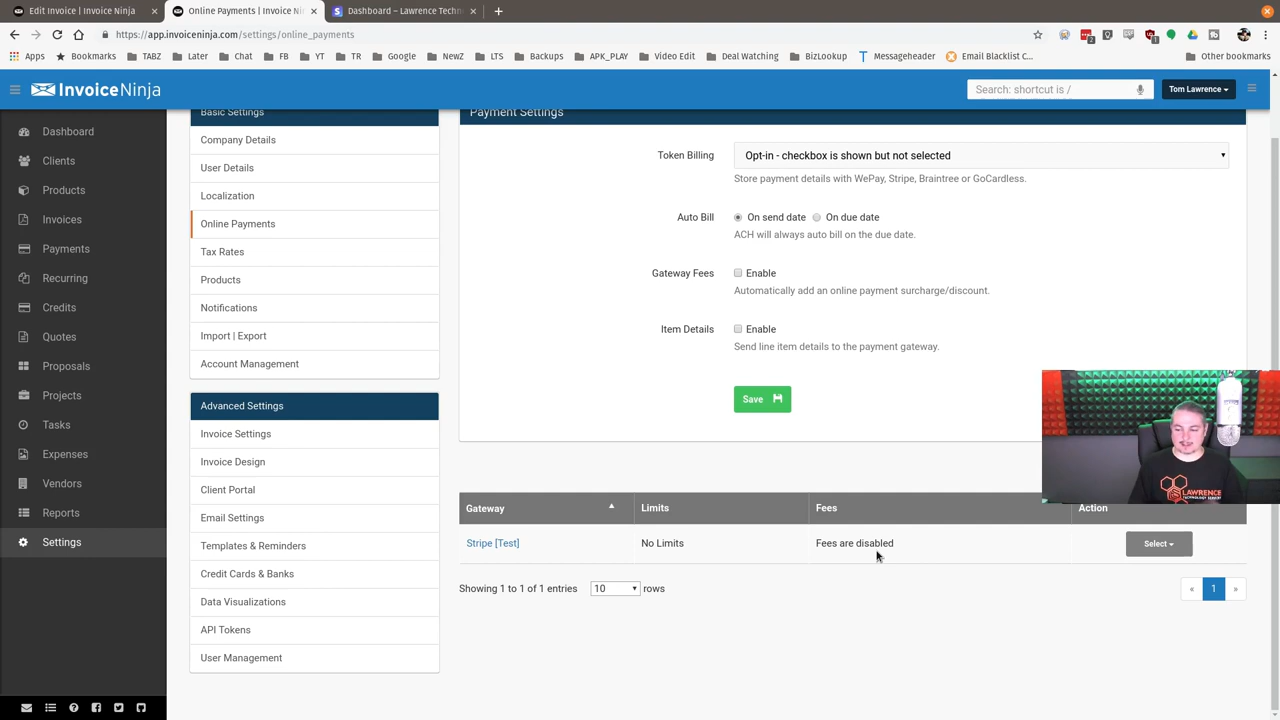 Edit Invoice | Invoice Ninja
Online Payments | Invoice Ni
Dashboard – Lawrence Techn
https://app.invoiceninja.com/settings/online_payments
Apps
Bookmarks
TABZ
Later
Chat
FB
YT
TR
Google
NewZ
LTS
Backups
APK_PLAY
Video Edit
Deal Watching
BizLookup
Messageheader
Email Blacklist C...
Other bookmarks
InvoiceNinja
Search: shortcut is /
Tom Lawrence
Dashboard
Clients
Products
Invoices
Payments
Recurring
Credits
Quotes
Proposals
Projects
Tasks
Expenses
Vendors
Reports
Settings
Basic Settings
Company Details
User Details
Localization
Online Payments
Tax Rates
Products
Notifications
Import | Export
Account Management
Advanced Settings
Invoice Settings
Invoice Design
Client Portal
Email Settings
Templates & Reminders
Credit Cards & Banks
Data Visualizations
API Tokens
User Management
Payment Settings
Token Billing
Opt-in - checkbox is shown but not selected
Store payment details with WePay, Stripe, Braintree or GoCardless.
Auto Bill
On send date
On due date
ACH will always auto bill on the due date.
Gateway Fees
Enable
Automatically add an online payment surcharge/discount.
Item Details
Enable
Send line item details to the payment gateway.
Save
Gateway
Limits
Fees
Action
Stripe [Test]
No Limits
Fees are disabled
Select
Showing 1 to 1 of 1 entries
10
rows
«
1
»
LAWRENCE